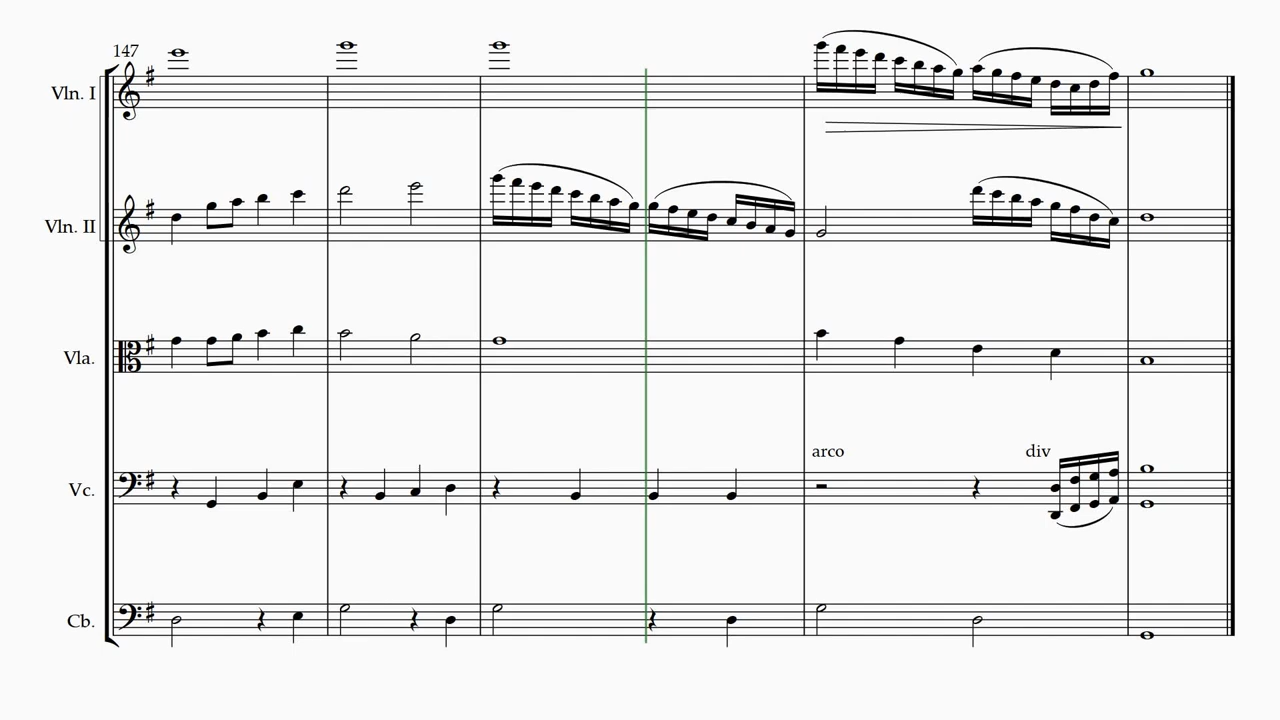 147
Vln. I
Vln. II
Vla.
arco div
Vc.
Cb.